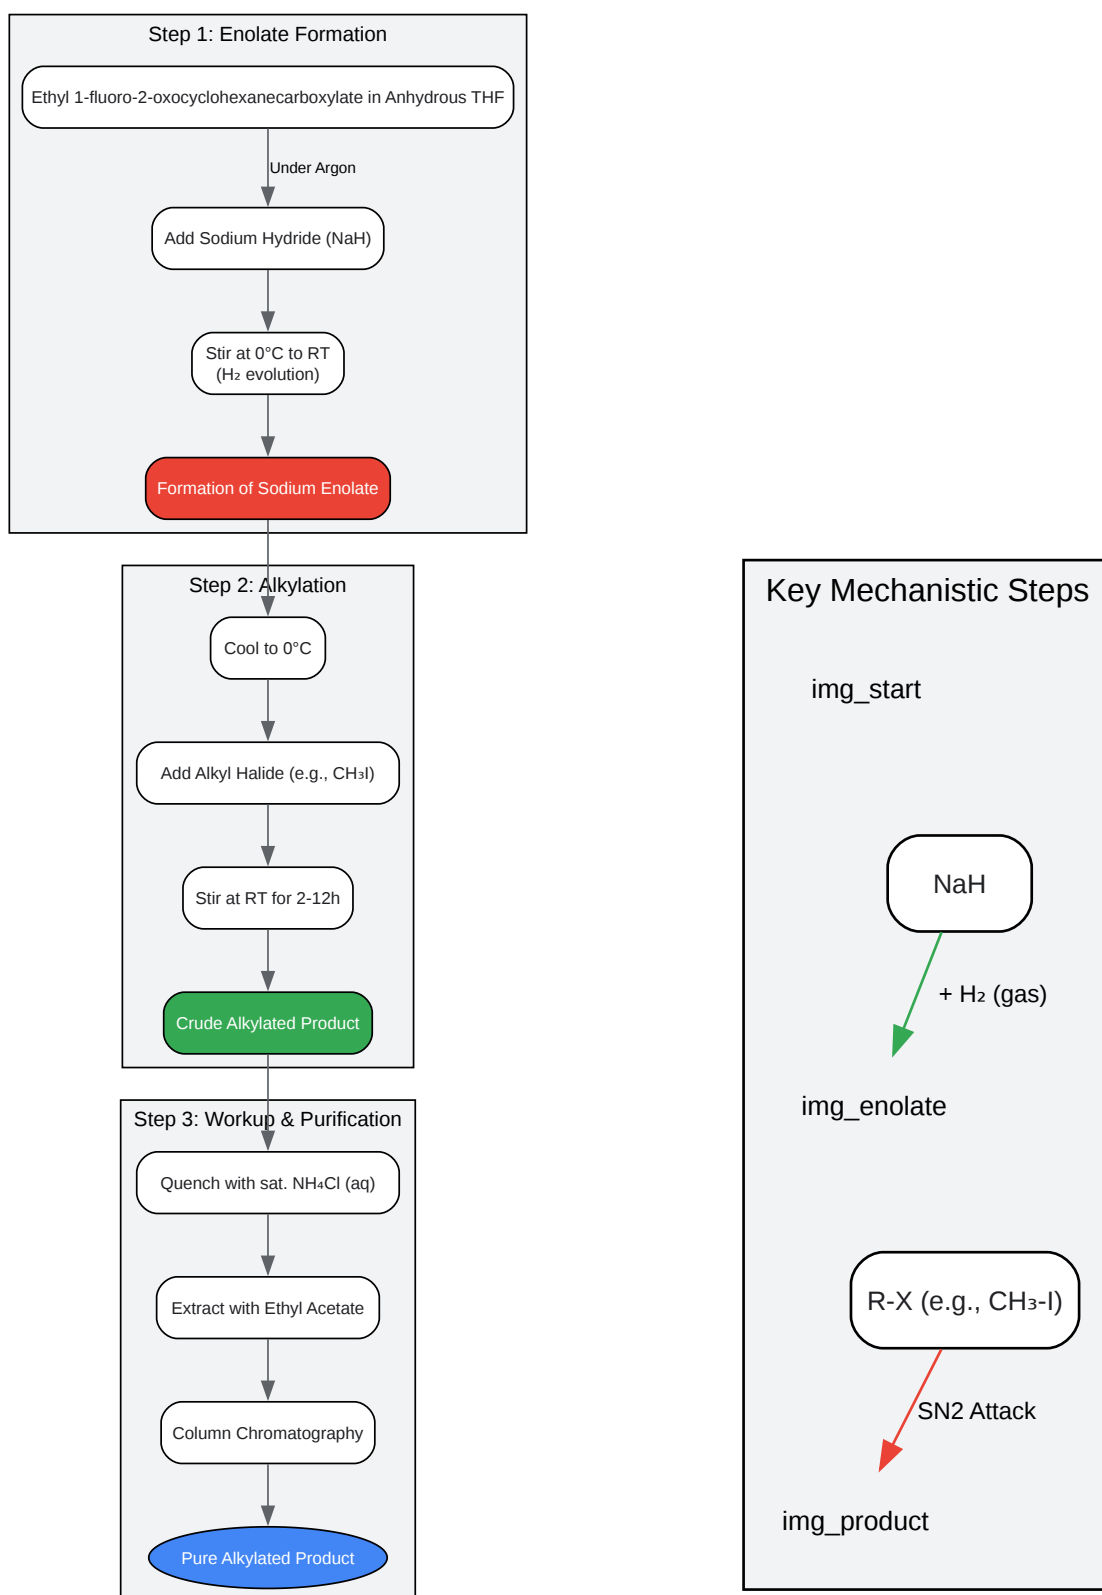 Step 1: Enolate Formation
Ethyl 1-fluoro-2-oxocyclohexanecarboxylate in Anhydrous THF
Under Argon
Add Sodium Hydride (NaH)
Stir at 0°C to RT
(H₂ evolution)
Formation of Sodium Enolate
Step 2: Alkylation
Cool to 0°C
Add Alkyl Halide (e.g., CH₃I)
Stir at RT for 2-12h
Crude Alkylated Product
Step 3: Workup & Purification
Quench with sat. NH₄Cl (aq)
Extract with Ethyl Acetate
Column Chromatography
Pure Alkylated Product
Key Mechanistic Steps
img_start
NaH
+ H₂ (gas)
img_enolate
R-X (e.g., CH₃-I)
SN2 Attack
img_product